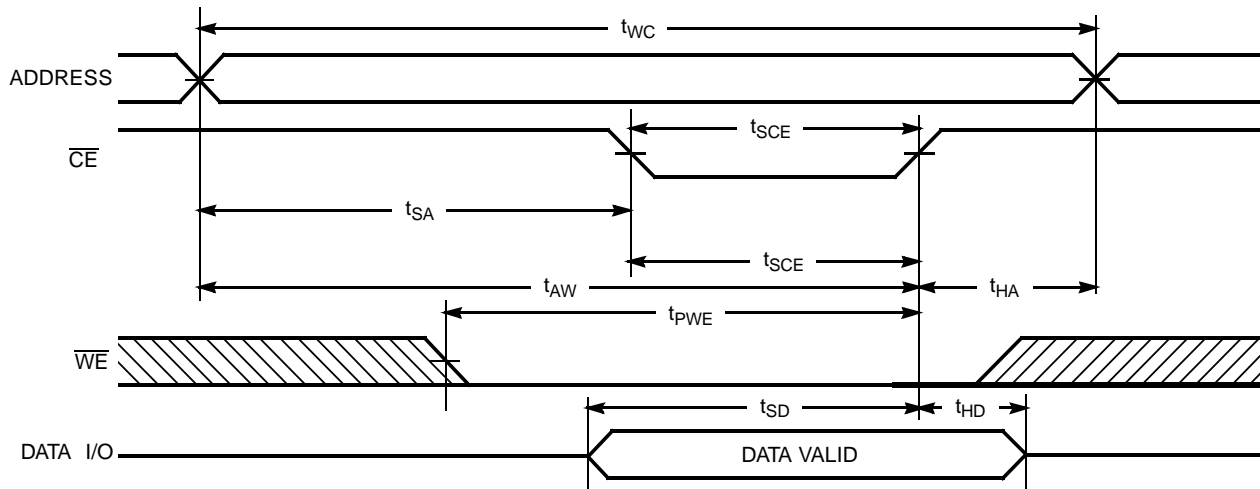 tWC
ADDRESS
tSCE
CE
tSA
tSCE
tAW
tHA
tPWE
WE
tSD
tHD
DATA I/O
DATA VALID